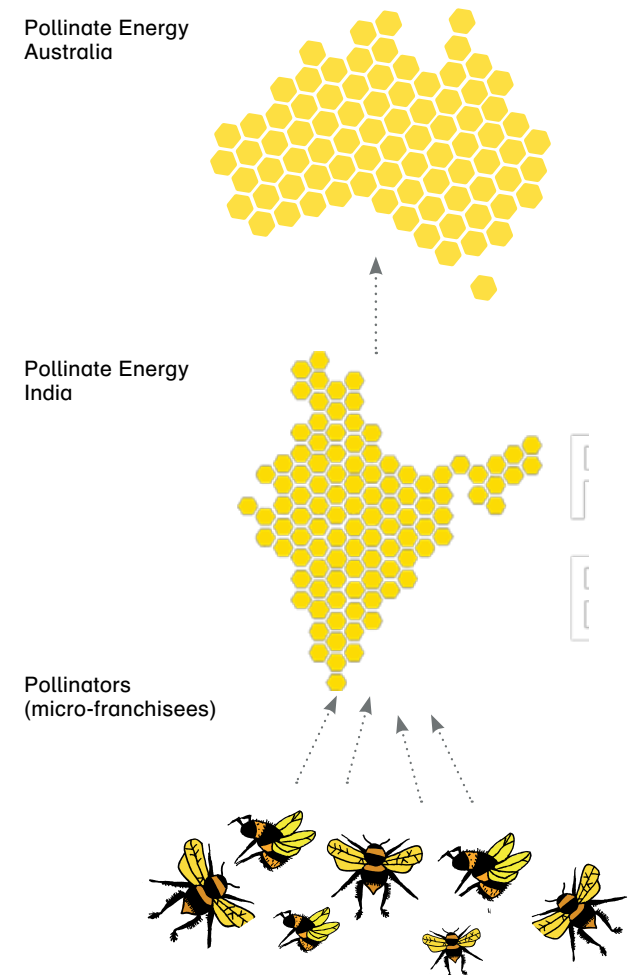 Pollinate Energy
Australia
Pollinate Energy
India
Pollinators
(micro-franchisees)